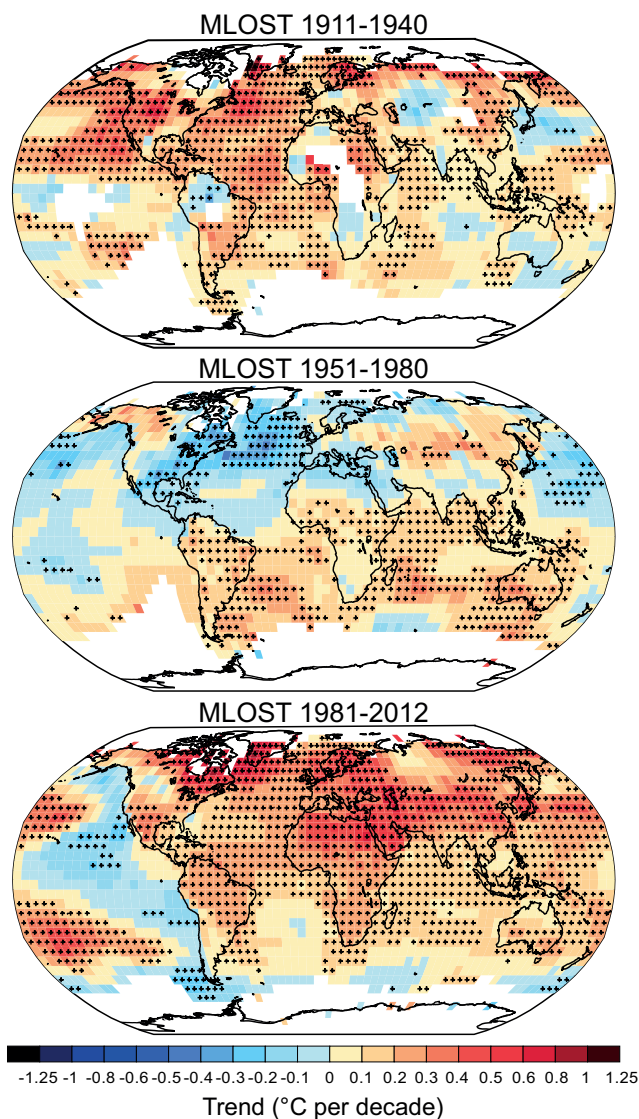 MLOST 1911-1940
MLOST 1951-1980
MLOST 1981-2012
-1.25 -1 -0.8 -0.6 -0.5 -0.4 -0.3 -0.2 -0.1 0 0.1 0.2 0.3 0.4 0.5 0.6 0.8 1 1.25
Trend (°C per decade)